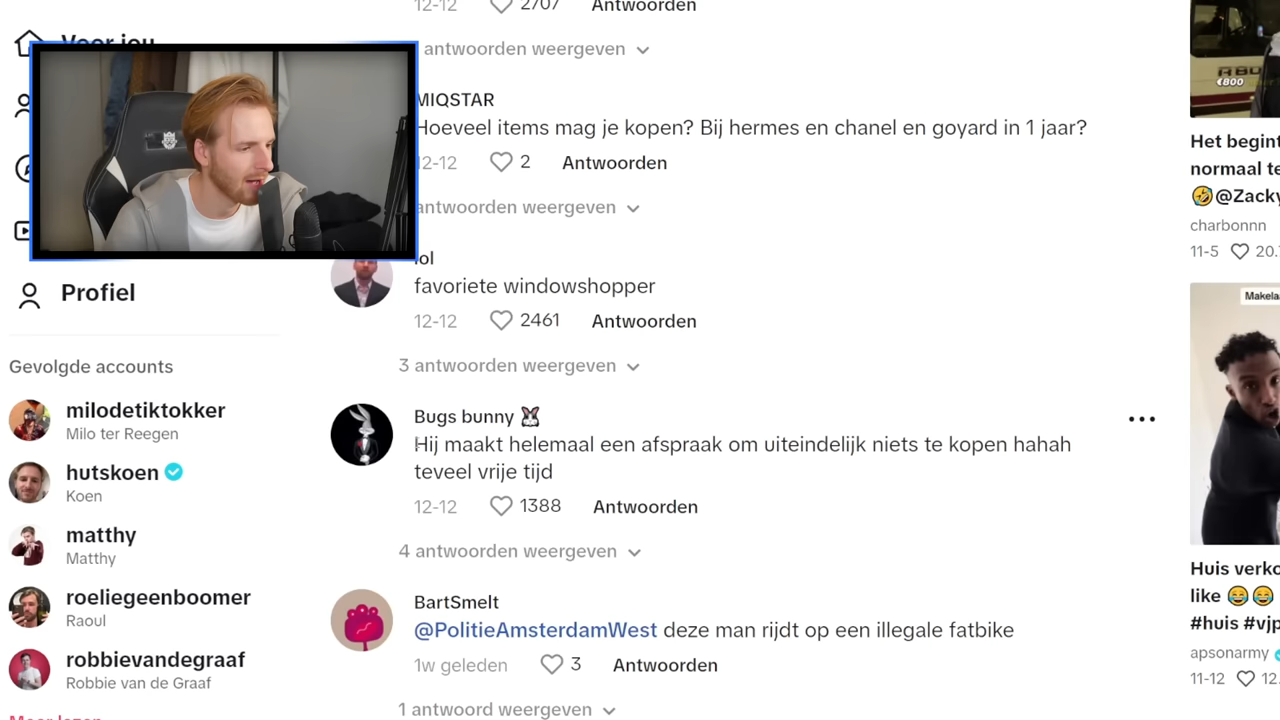 Voor jou
Profiel
Gevolgde accounts
milodetiktokker
Milo ter Reegen
hutskoen
Koen
matthy
Matthy
roeliegeenboomer
Raoul
robbievandegraaf
Robbie van de Graaf
Meer lezen
12-12 2707 Antwoorden
antwoorden weergeven
MIQSTAR
Hoeveel items mag je kopen? Bij hermes en chanel en goyard in 1 jaar?
12-12 2 Antwoorden
antwoorden weergeven
lol
favoriete windowshopper
12-12 2461 Antwoorden
3 antwoorden weergeven
Bugs bunny 🐰
Hij maakt helemaal een afspraak om uiteindelijk niets te kopen hahah
teveel vrije tijd
12-12 1388 Antwoorden
4 antwoorden weergeven
BartSmelt
@PolitieAmsterdamWest deze man rijdt op een illegale fatbike
1w geleden 3 Antwoorden
1 antwoord weergeven
€800
Het begint
normaal te
🤣@Zacky
charbonnn
11-5 20.
Makela
Huis verko
like 😂😂
#huis #vjp
apsonarmy
11-12 12.